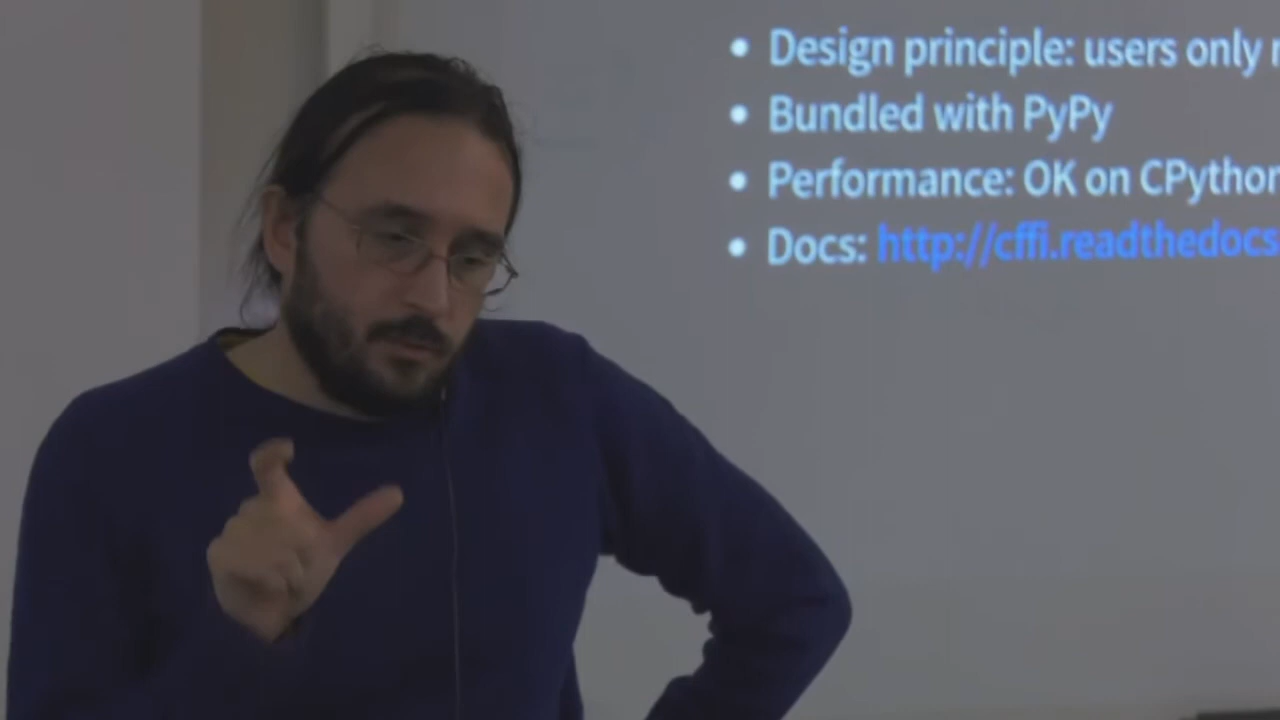 • Design principle: users only
• Bundled with PyPy
• Performance: OK on CPython
• Docs: http://cffi.readthedocs